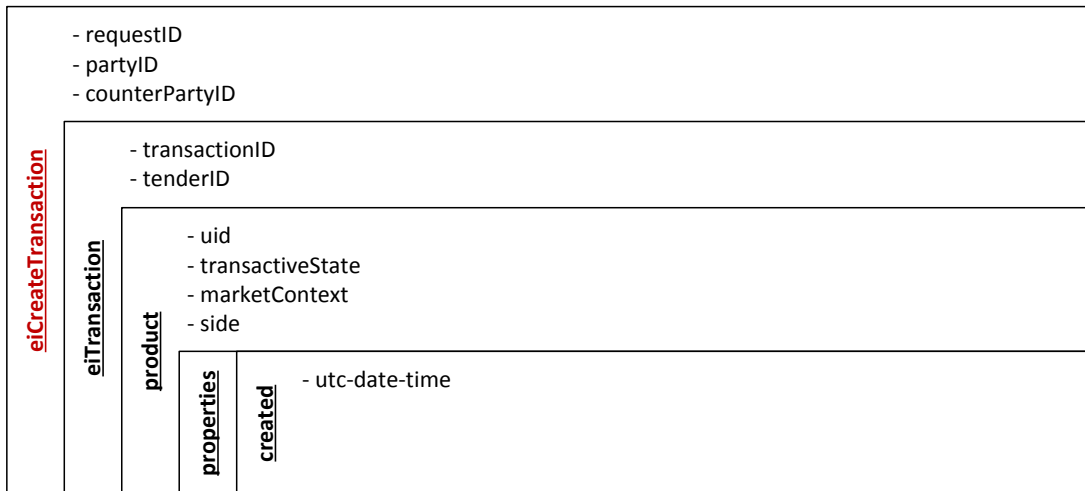 - requestID
- partyID
- counterPartyID
eiCreateTransaction
- transactionID
- tenderID
eiTransaction
- uid
- transactiveState
- marketContext
- side
product
properties
- utc-date-time
created